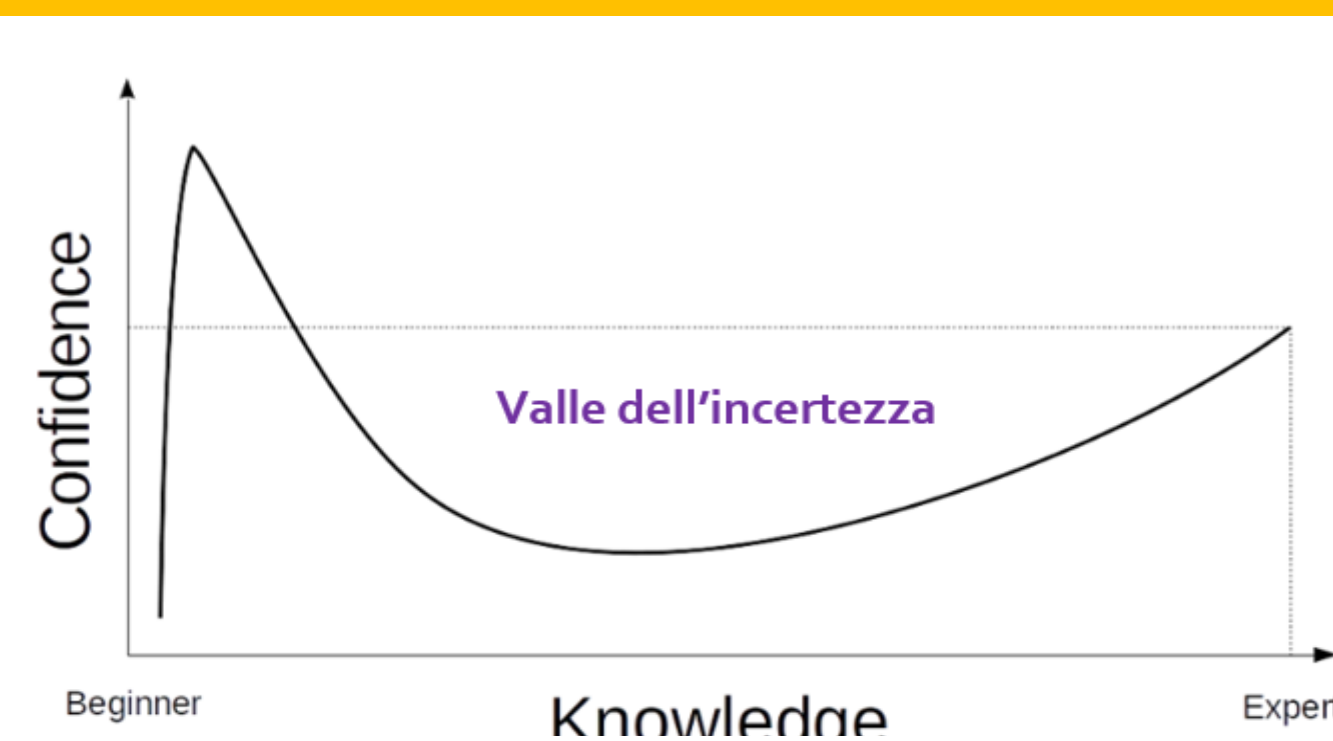 Confidence
Valle dell’incertezza
Beginner
Knowledge
Exper